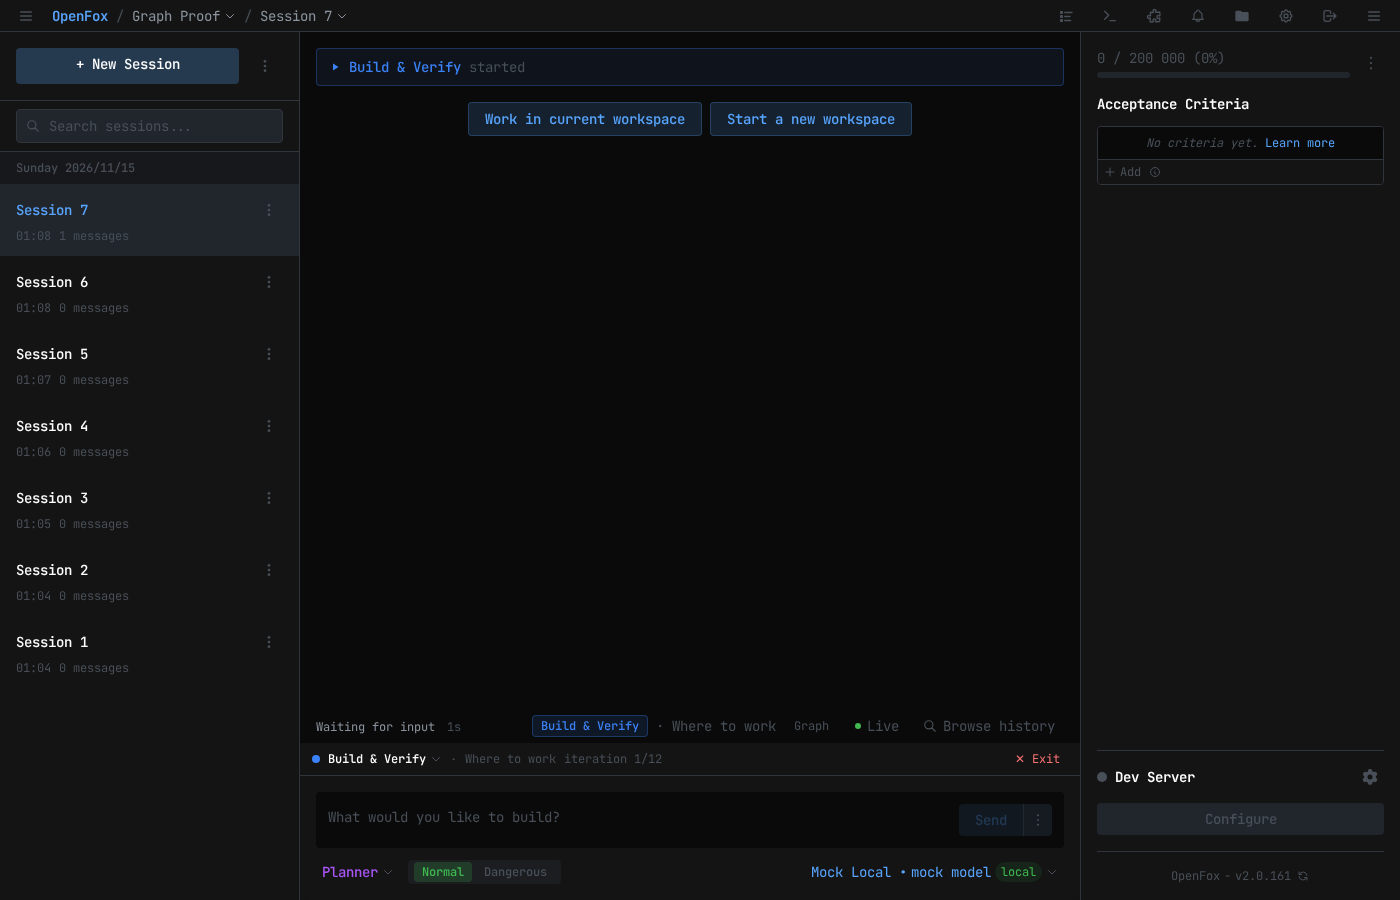 OpenFox / Graph Proof / Session 7
+ New Session
Search sessions...
Sunday 2026/11/15
Session 7
01:08 1 messages
Session 6
01:08 0 messages
Session 5
01:07 0 messages
Session 4
01:06 0 messages
Session 3
01:05 0 messages
Session 2
01:04 0 messages
Session 1
01:04 0 messages
Build & Verify started
Work in current workspace
Start a new workspace
Waiting for input 1s
Build & Verify · Where to work Graph
Live
Browse history
Build & Verify · Where to work iteration 1/12
✕ Exit
What would you like to build?
Send
Planner
Normal Dangerous
Mock Local • mock model local
0 / 200 000 (0%)
Acceptance Criteria
No criteria yet. Learn more
+ Add
Dev Server
Configure
OpenFox - v2.0.161